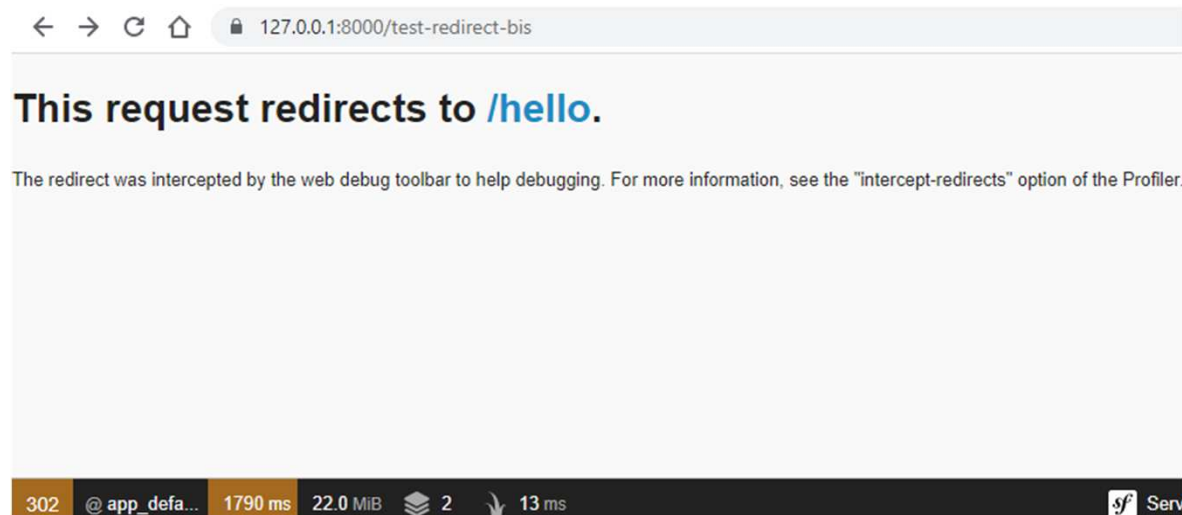 127.0.0.1:8000/test-redirect-bis
This request redirects to /hello.
The redirect was intercepted by the web debug toolbar to help debugging. For more information, see the "intercept-redirects" option of the Profiler.
302 @ app_defa... 1790 ms 22.0 MiB 2 13 ms sf Serv